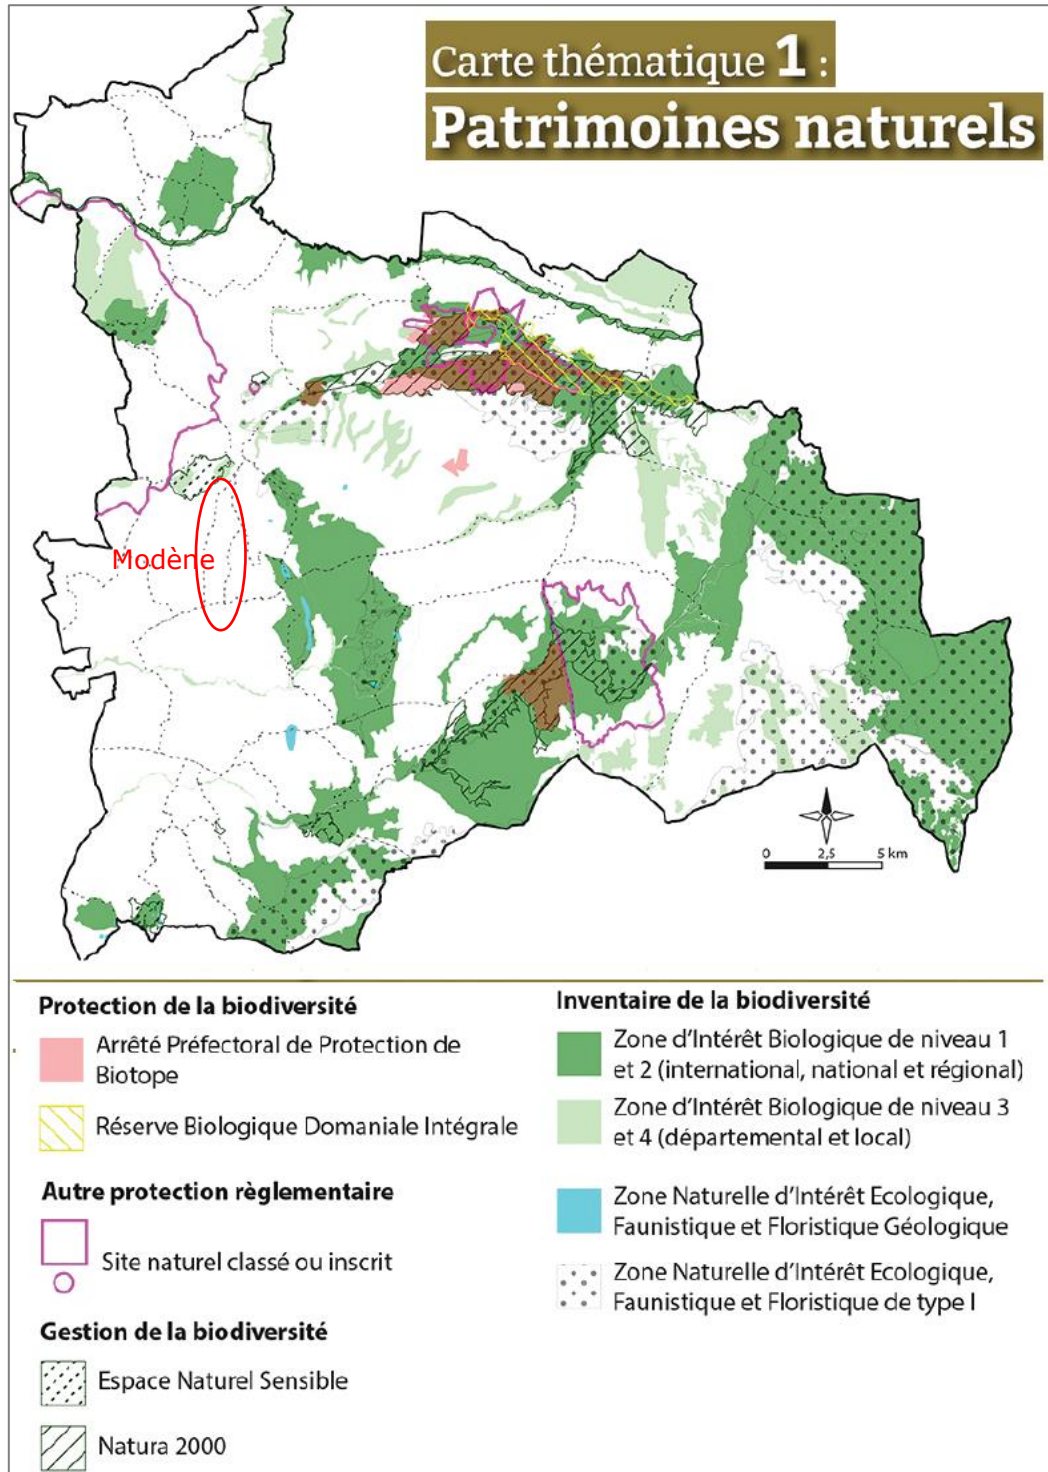 Carte thématique 1 :
Patrimoines naturels
Modène
0 2,5 5 km
Protection de la biodiversité
Arrêté Préfectoral de Protection de
Biotope
Réserve Biologique Domaniale Intégrale
Autre protection règlementaire
Site naturel classé ou inscrit
Gestion de la biodiversité
Espace Naturel Sensible
Natura 2000
Inventaire de la biodiversité
Zone d'Intérêt Biologique de niveau 1
et 2 (international, national et régional)
Zone d'Intérêt Biologique de niveau 3
et 4 (départemental et local)
Zone Naturelle d'Intérêt Ecologique,
Faunistique et Floristique Géologique
Zone Naturelle d'Intérêt Ecologique,
Faunistique et Floristique de type I